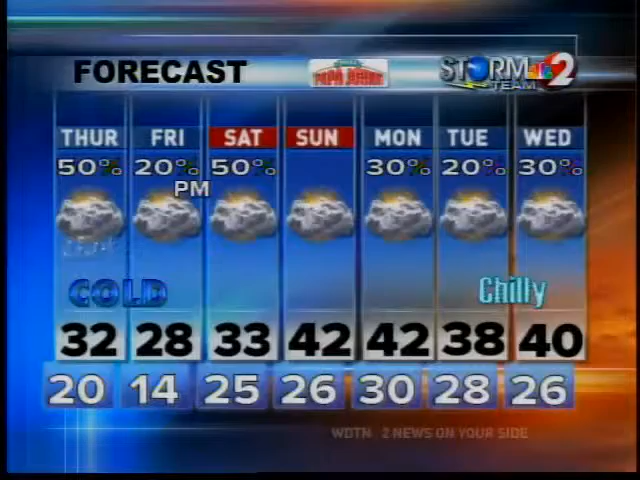 FORECAST
PAPA JOHN'S
STORM 2
TEAM
THUR FRI SAT SUN MON TUE WED
50% 20% 50% 30% 20% 30%
PM
COLD Chilly
32 28 33 42 42 38 40
20 14 25 26 30 28 26
WDTN 2 NEWS ON YOUR SIDE